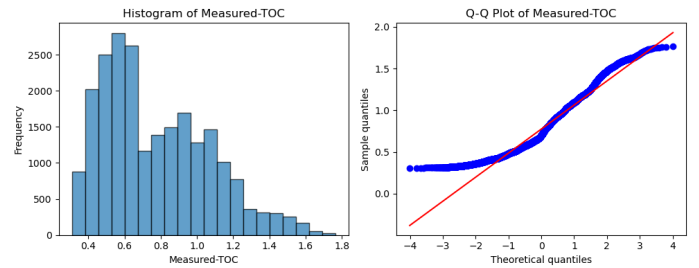 Histogram of Measured-TOC
Frequency
2500
2000
1500
1000
500
0
0.4 0.6 0.8 1.0 1.2 1.4 1.6 1.8
Measured-TOC
Q-Q Plot of Measured-TOC
Sample quantiles
2.0
1.5
1.0
0.5
0.0
−4 −3 −2 −1 0 1 2 3 4
Theoretical quantiles